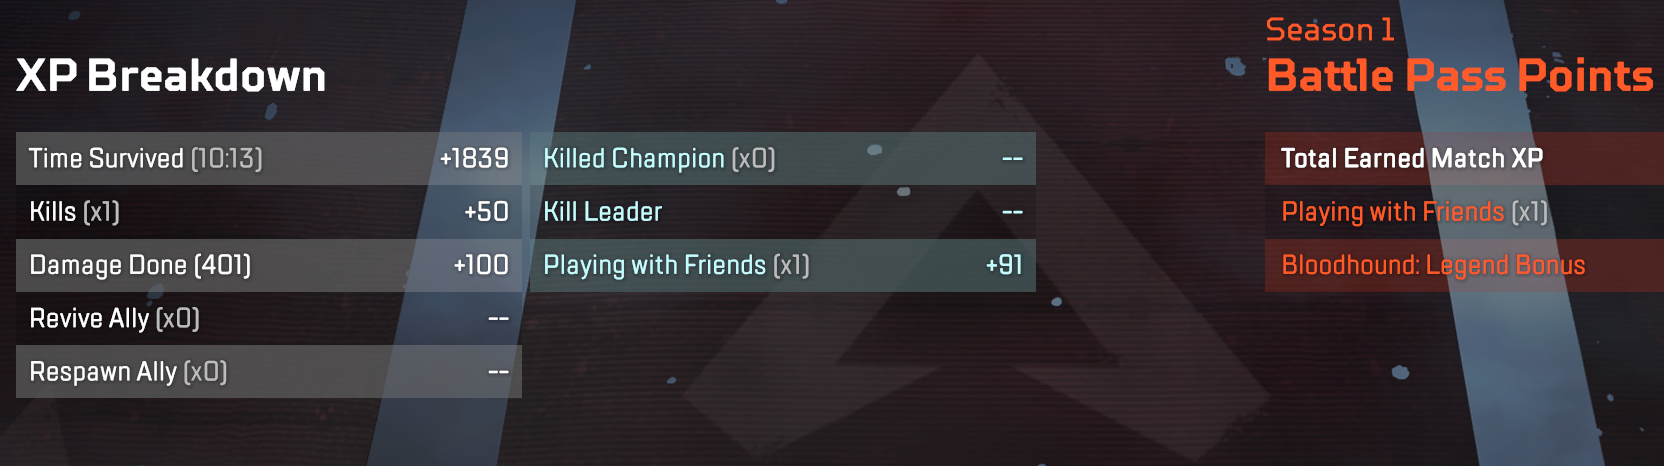 XP Breakdown
Time Survived (10:13) +1839
Kills (x1) +50
Damage Done (401) +100
Revive Ally (x0) --
Respawn Ally (x0) --
Killed Champion (x0) --
Kill Leader --
Playing with Friends (x1) +91
Season 1
Battle Pass Points
Total Earned Match XP
Playing with Friends (x1)
Bloodhound: Legend Bonus